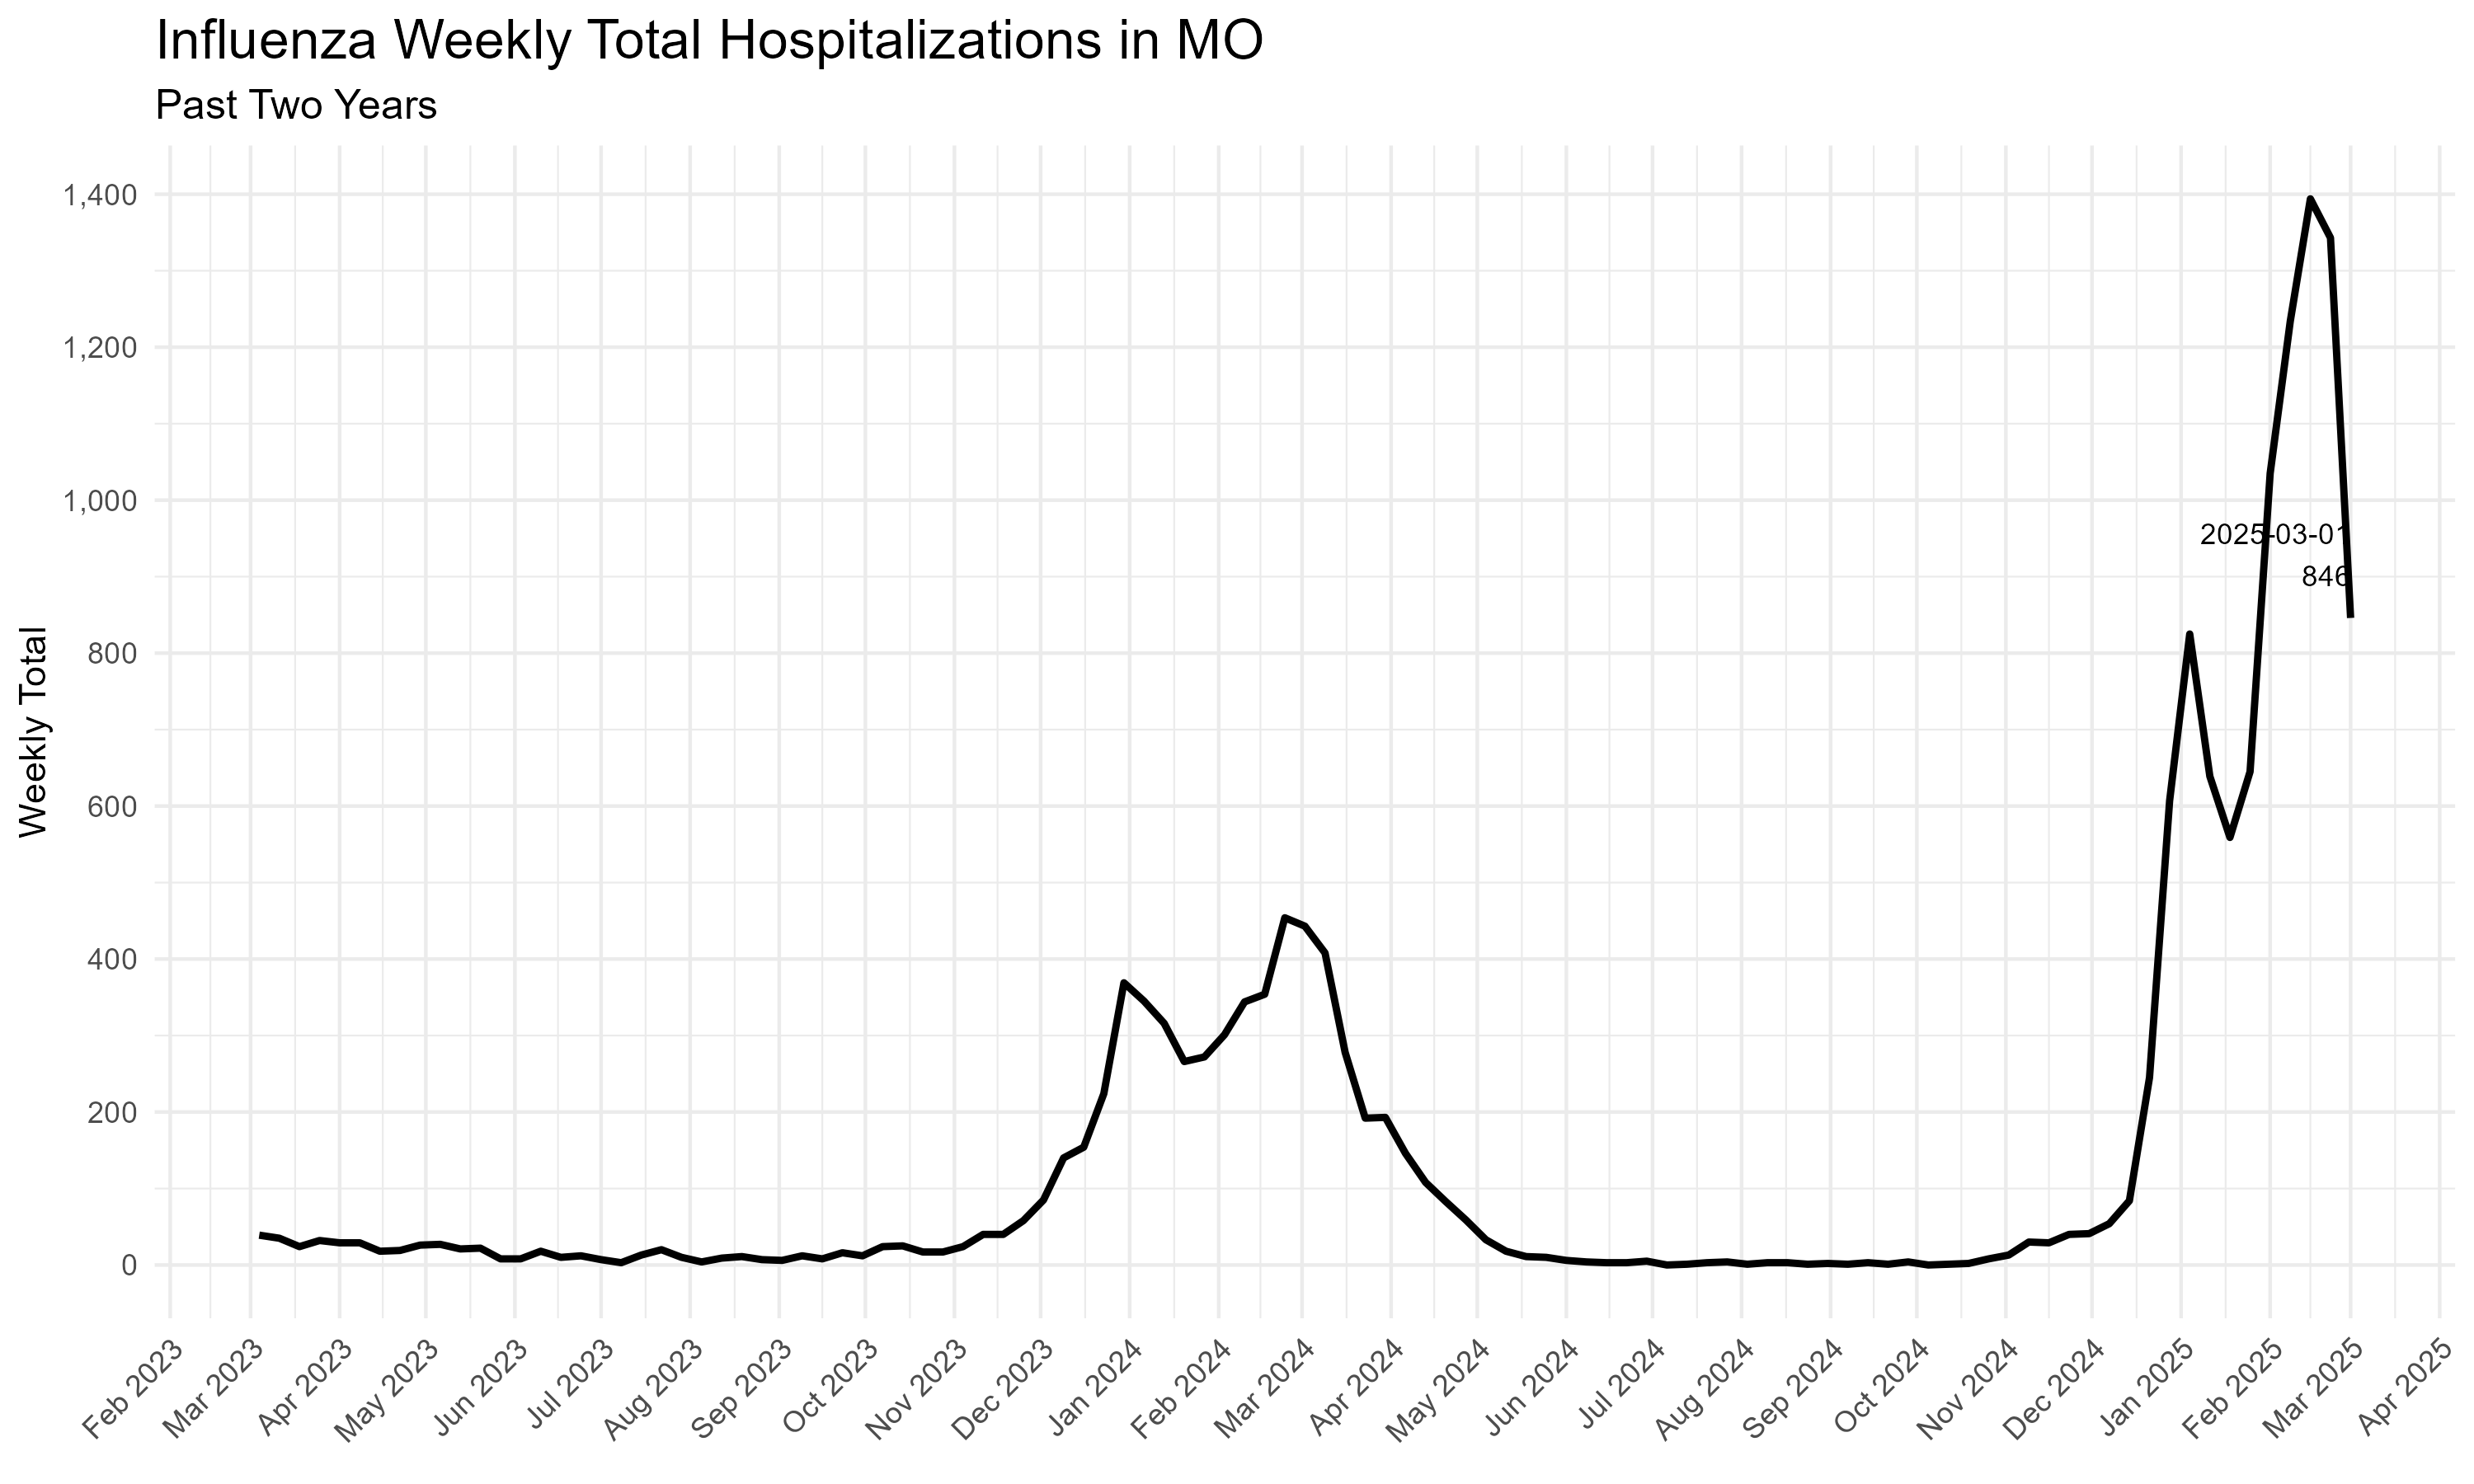 Influenza Weekly Total Hospitalizations in MO
Past Two Years
1,400
1,200
1,000
2025-03-01
846
800
600
400
200
0
Weekly Total
Feb 2023
Mar 2023
Apr 2023
May 2023
Jun 2023
Jul 2023
Aug 2023
Sep 2023
Oct 2023
Nov 2023
Dec 2023
Jan 2024
Feb 2024
Mar 2024
Apr 2024
May 2024
Jun 2024
Jul 2024
Aug 2024
Sep 2024
Oct 2024
Nov 2024
Dec 2024
Jan 2025
Feb 2025
Mar 2025
Apr 2025